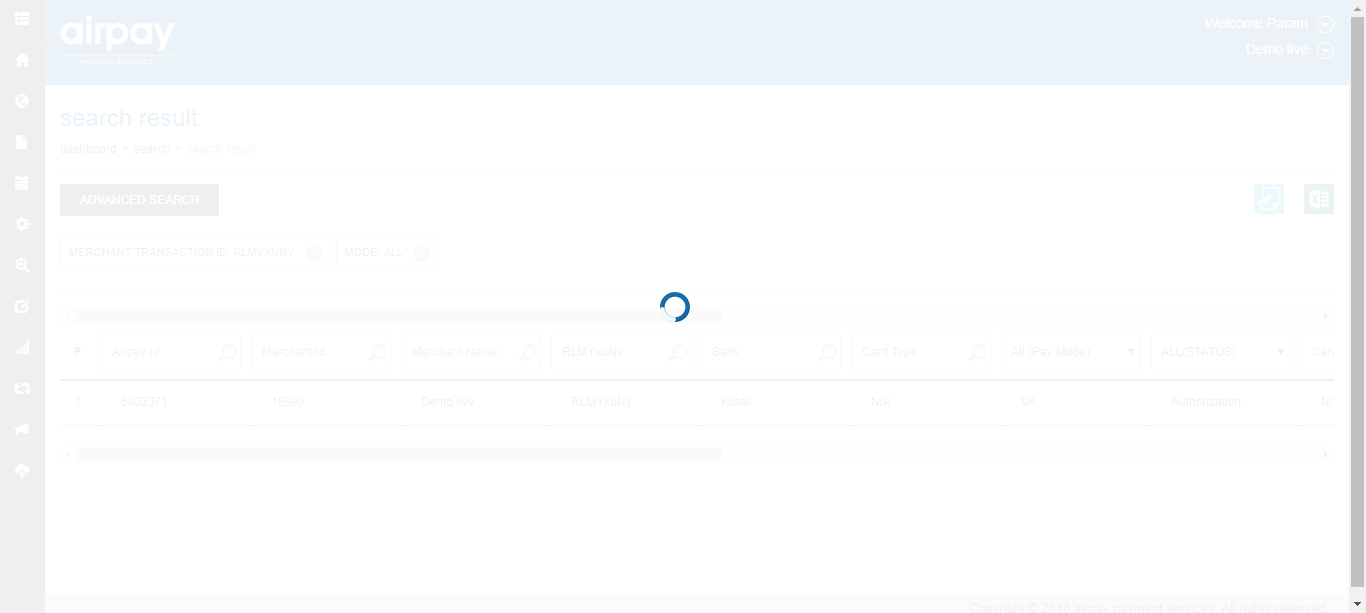 airpay
PAYMENT SERVICES
Welcome Param
Demo live
search result
dashboard > search > search result
ADVANCED SEARCH
MERCHANT TRANSACTION ID: RLMYXUNY
MODE: ALL
# Airpay Id Merchant Id Merchant Name RLMYxuNy Bank Card Type All (Pay Mode) ALL(STATUS)
1 6803371 18999 Demo live RLMYxuNy Kotak N/A VA Authorization N/
Copyright © 2018 airpay payment services. All rights reserved.